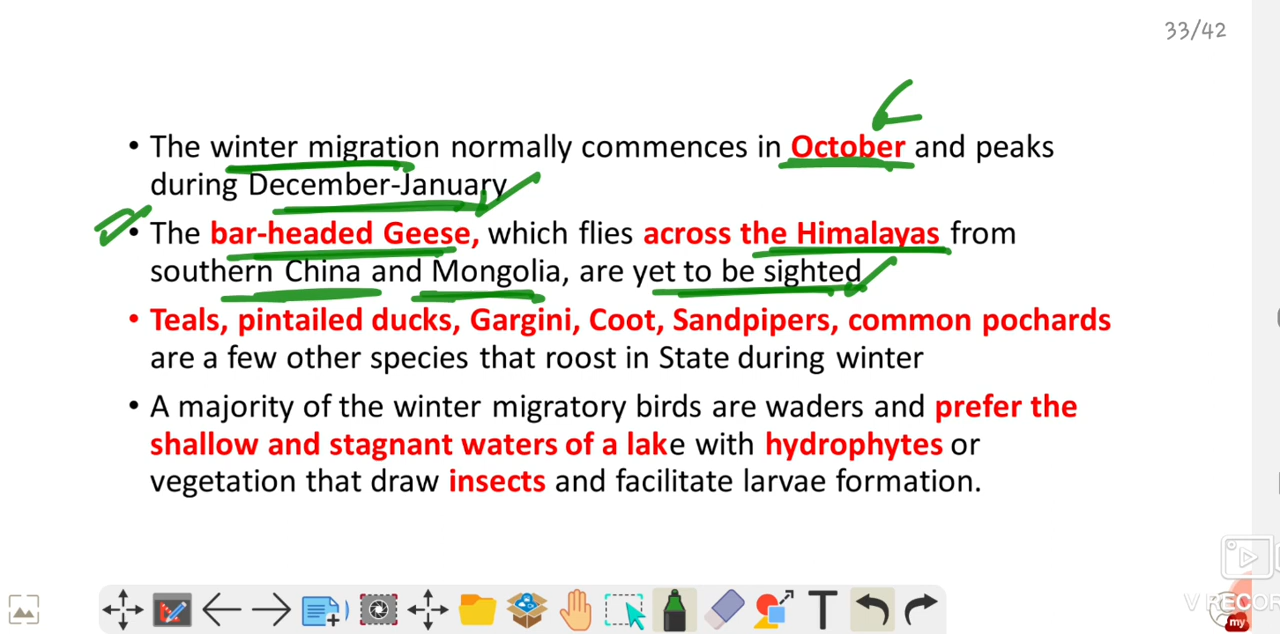 33/42
• The winter migration normally commences in October and peaks
during December-January
• The bar-headed Geese, which flies across the Himalayas from
southern China and Mongolia, are yet to be sighted
• Teals, pintailed ducks, Gargini, Coot, Sandpipers, common pochards
are a few other species that roost in State during winter
• A majority of the winter migratory birds are waders and prefer the
shallow and stagnant waters of a lake with hydrophytes or
vegetation that draw insects and facilitate larvae formation.
T
V RECOR
my